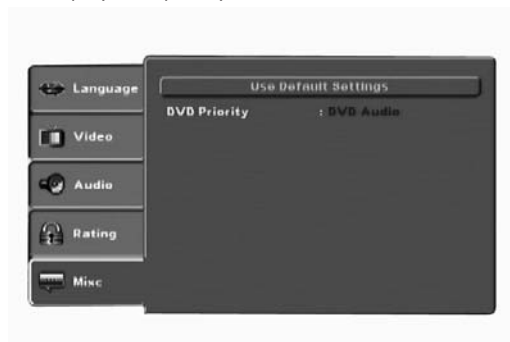 Language
Video
Audio
Rating
Misc
Use Default Settings
DVD Priority : DVD Audio